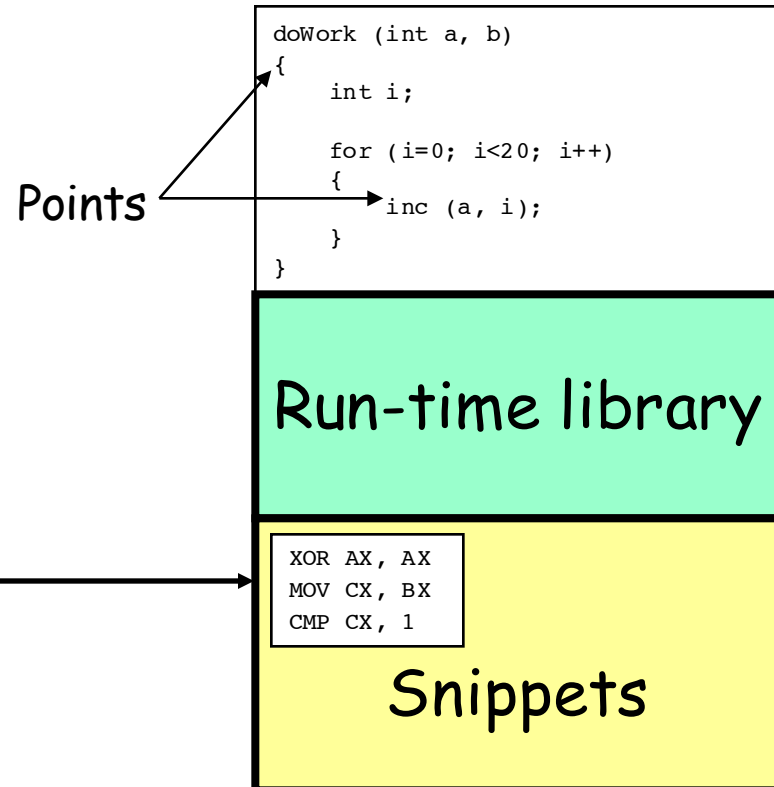 doWork (int a, b)
{
int i;
for (i=0; i<20; i++)
{
inc (a, i);
}
}
Points
Run-time library
XOR AX, AX
MOV CX, BX
CMP CX, 1
Snippets